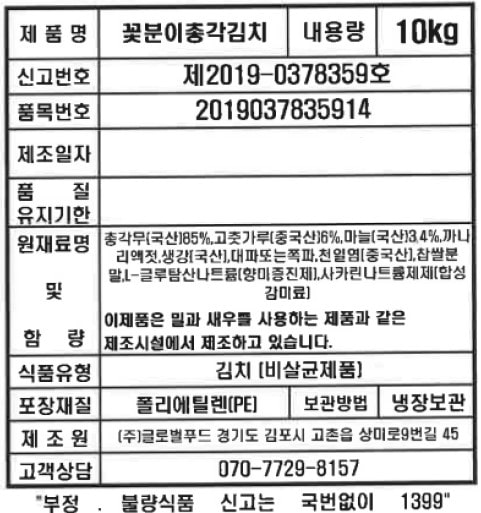 제 품 명 꽃분이총각김치 내용량 10kg
신고번호 제2019-0378359호
품목번호 2019037835914
제조일자
품 질
유지기한
원재료명
및
함 량
총각무(국산)85%,고춧가루(중국산)6%,마늘(국산)3.4%,까나
리액젓,생강(국산),대파또는쪽파,천일염(중국산),찹쌀분
말,L-글루탐산나트륨(향미증진제),사카린나트륨제제(합성
감미료)
이제품은 밀과 새우를 사용하는 제품과 같은
제조시설에서 제조하고 있습니다.
식품유형 김치 (비살균제품)
포장재질 폴리에틸렌(PE) 보관방법 냉장보관
제 조 원 (주)글로벌푸드 경기도 김포시 고촌읍 상미로9번길 45
고객상담 070-7729-8157
"부정 . 불량식품 신고는 국번없이 1399"